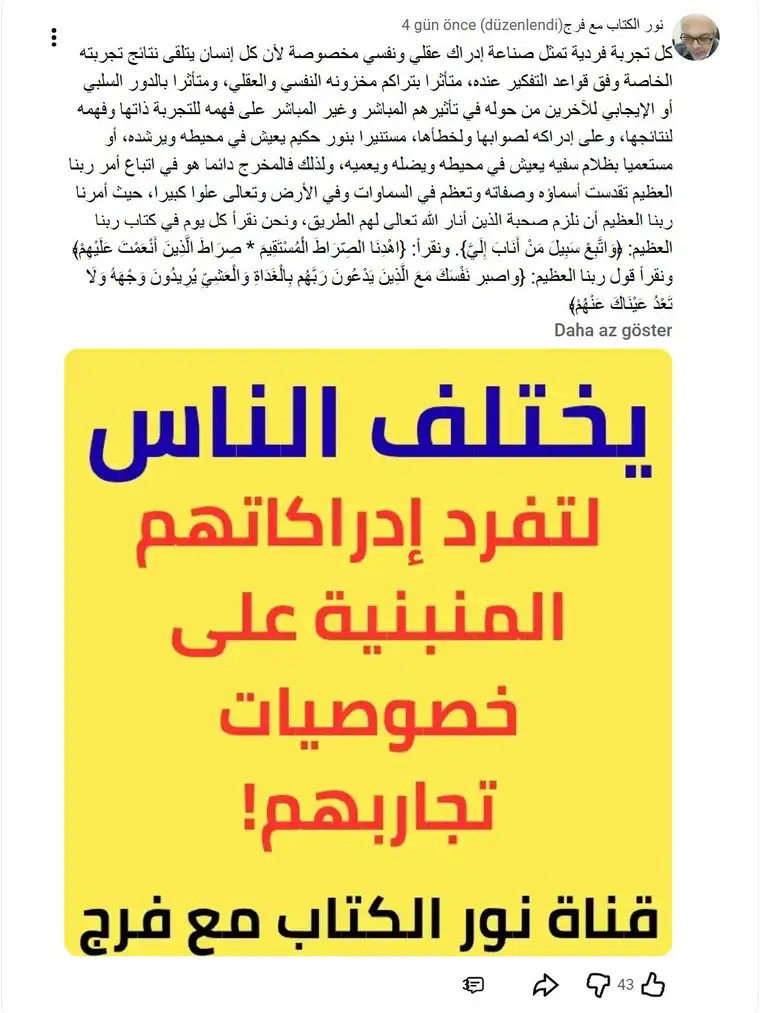 نور الكتاب مع فرج 4 gün önce (düzenlendi)
كل تجربة فردية تمثل صناعة إدراك عقلي ونفسي مخصوصة لأن كل إنسان يتلقى نتائج تجربته
الخاصة وفق قواعد التفكير عنده، متأثرا بتراكم مخزونه النفسي والعقلي، ومتأثرا بالدور السلبي
أو الإيجابي للآخرين من حوله في تأثيرهم المباشر وغير المباشر على فهمه للتجربة ذاتها وفهمه
لنتائجها، وعلى إدراكه لصوابها ولخطأها، مستنيرا بنور حكيم يعيش في محيطه ويرشده، أو
مستعميا بظلام سفيه يعيش في محيطه ويضله ويعميه، ولذلك فالمخرج دائما هو في اتباع أمر ربنا
العظيم تقدست أسماؤه وصفاته وتعظم في السماوات وفي الأرض وتعالى علوا كبيرا، حيث أمرنا
ربنا العظيم أن نلزم صحبة الذين أنار الله تعالى لهم الطريق، ونحن نقرأ كل يوم في كتاب ربنا
العظيم: ﴿وَاتَّبِعْ سَبِيلَ مَنْ أَنَابَ إِلَيَّ}. ونقرأ: {اهْدِنَا الصِّرَاطَ الْمُسْتَقِيمَ * صِرَاطَ الَّذِينَ أَنْعَمْتَ عَلَيْهِمْ﴾
ونقرأ قول ربنا العظيم: {وَاصبر نَفْسَكَ مَعَ الَّذِينَ يَدْعُونَ رَبَّهُم بِالْغَدَاةِ وَالْعَشِيِّ يُرِيدُونَ وَجْهَهُ وَلَا
تَعْدُ عَيْنَاكَ عَنْهُمْ﴾
Daha az göster
يختلف الناس
لتفرد إدراكاتهم
المنبنية على
خصوصيات
تجاربهم!
قناة نور الكتاب مع فرج
43
3